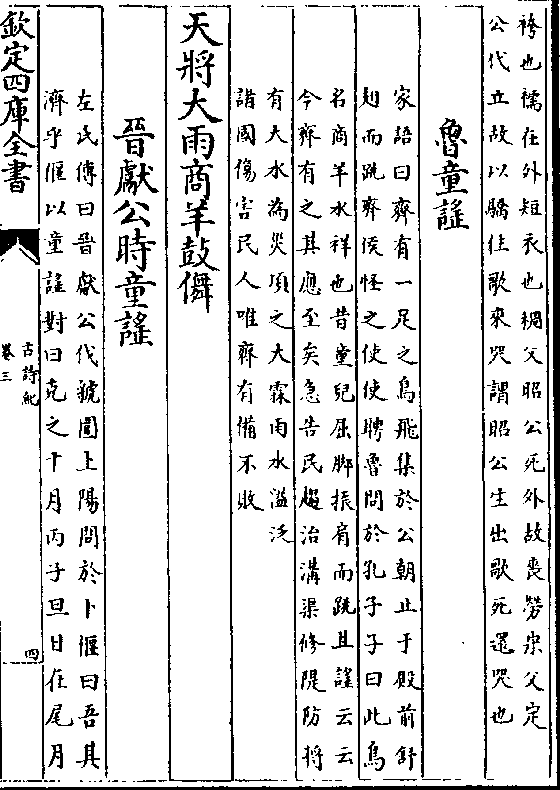 袴也襦在外短衣也裯父昭公死外故喪勞宋父定
公代立故以驕往歌來哭謂昭公生出歌死還哭也
魯童謡
家語曰齊有一足之鳥飛集於公朝止于殿前舒
翅而跳齊侯怪之使使聘魯問於孔子子曰此鳥
名商羊水祥也昔童兒屈脚振肩而跳且謡云云
今齊有之其應至矣急告民趨治溝渠修隄防將
有大水為災頃之大霖雨水溢泛
諸國傷害民人唯齊有備不敗
天將大雨商羊鼓儛
晉獻公時童謡
左氏傳曰晉獻公伐虢圍上陽問於卜偃曰吾其
濟乎偃以童謡對曰克之十月丙子旦日在尾月
欽定四庫全書
古詩紀
卷三
四